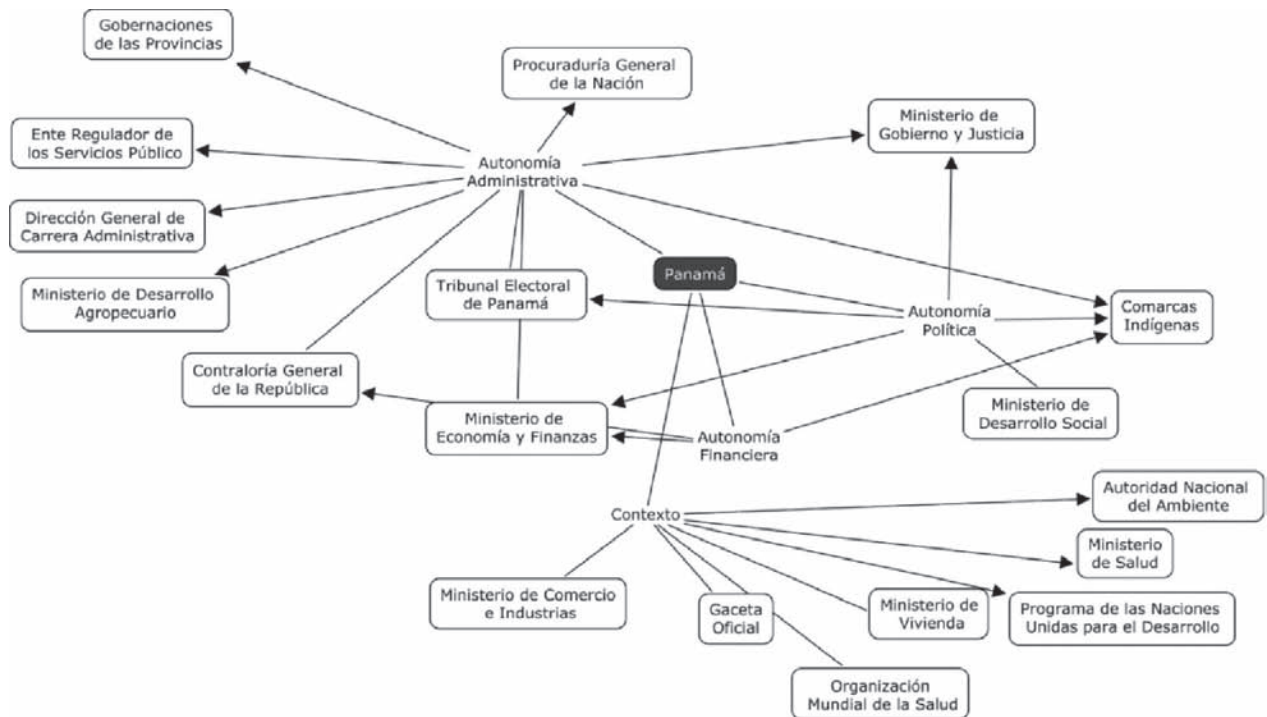 Gobernaciones
de las Provincias
Procuraduría General
de la Nación
Ministerio de
Gobierno y Justicia
Ente Regulador de
los Servicios Público
Autonomía
Administrativa
Dirección General de
Carrera Administrativa
Panamá
Ministerio de Desarrollo
Agropecuario
Tribunal Electoral
de Panamá
Autonomía
Política
Comarcas
Indígenas
Contraloría General
de la República
Ministerio de
Economía y Finanzas
Autonomía
Financiera
Ministerio de
Desarrollo Social
Contexto
Autoridad Nacional
del Ambiente
Ministerio
de Salud
Ministerio de Comercio
e Industrias
Gaceta
Oficial
Ministerio de
Vivienda
Programa de las Naciones
Unidas para el Desarrollo
Organización
Mundial de la Salud